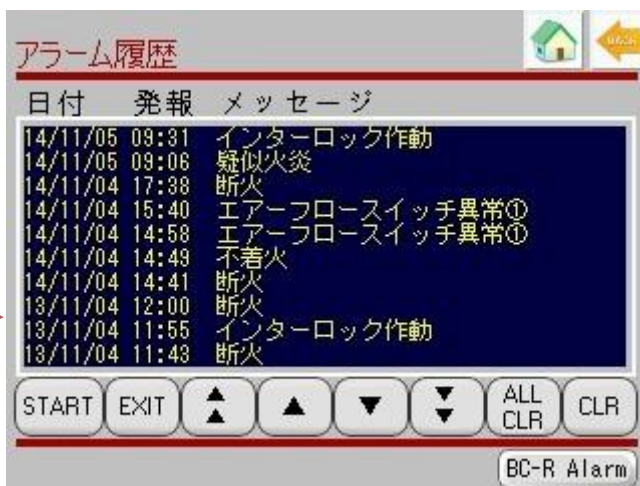 アラーム履歴
BACK
日付 発報 メッセージ
14/11/05 09:31 インターロック作動
14/11/05 09:06 疑似火炎
14/11/04 17:38 断火
14/11/04 15:40 エアーフロースイッチ異常①
14/11/04 14:58 エアーフロースイッチ異常①
14/11/04 14:49 不着火
14/11/04 14:41 断火
13/11/04 12:00 断火
13/11/04 11:55 インターロック作動
13/11/04 11:43 断火
START EXIT ▲▲ ▲ ▼ ▼▼ ALL CLR CLR
BC-R Alarm